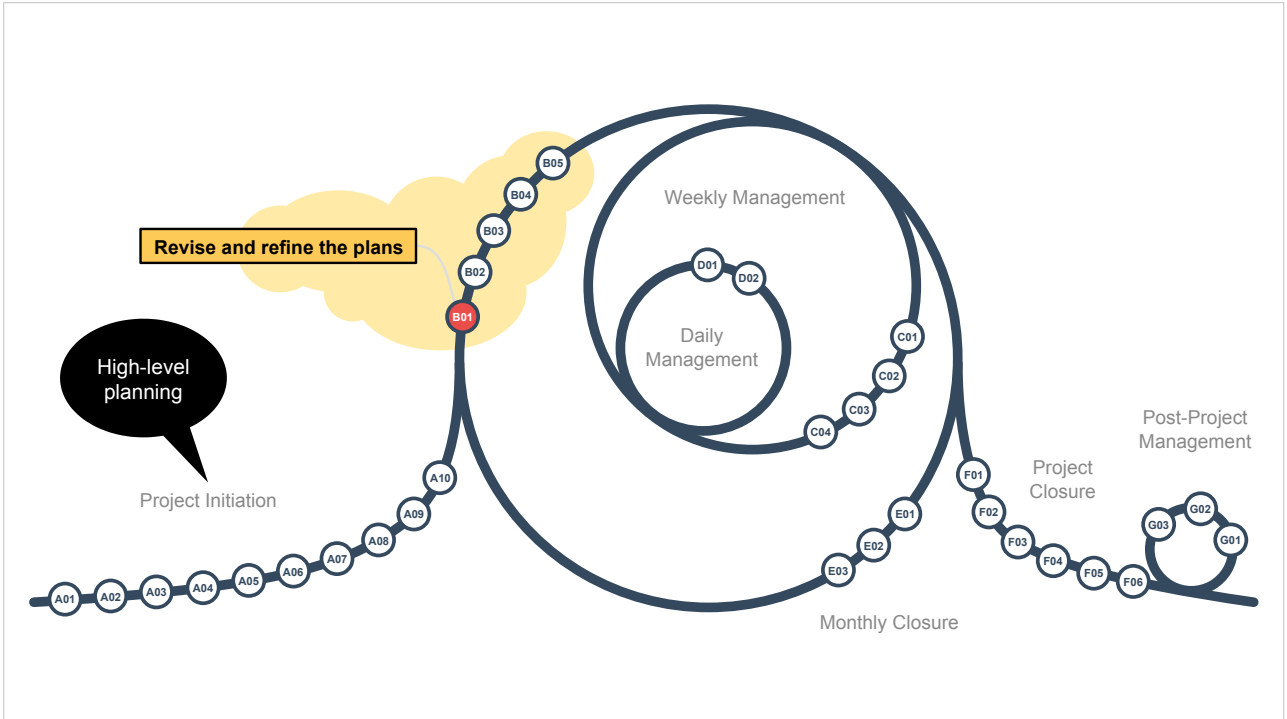 B05
B04
Weekly Management
B03
Revise and refine the plans
D01
D02
B02
B01
Daily
Management
C01
High-level
planning
C02
C03
C04
Post-Project
Management
A10
Project
Closure
F01
Project Initiation
A09
E01
F02
G02
G03
A08
E02
F03
G01
A07
A06
E03
F04
A05
F05
A04
F06
A03
A02
A01
Monthly Closure